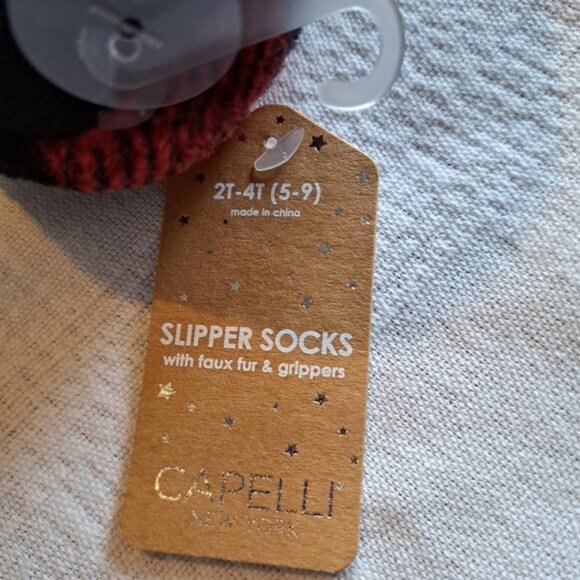 2T-4T (5-9)
made in china
SLIPPER SOCKS
with faux fur & grippers
CAPELLI
NEW YORK